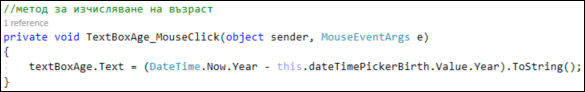 //метод за изчисляване на възраст
1 reference
private void TextBoxAge_MouseClick(object sender, MouseEventArgs e)
{
textBoxAge.Text = (DateTime.Now.Year - this.dateTimePickerBirth.Value.Year).ToString();
}